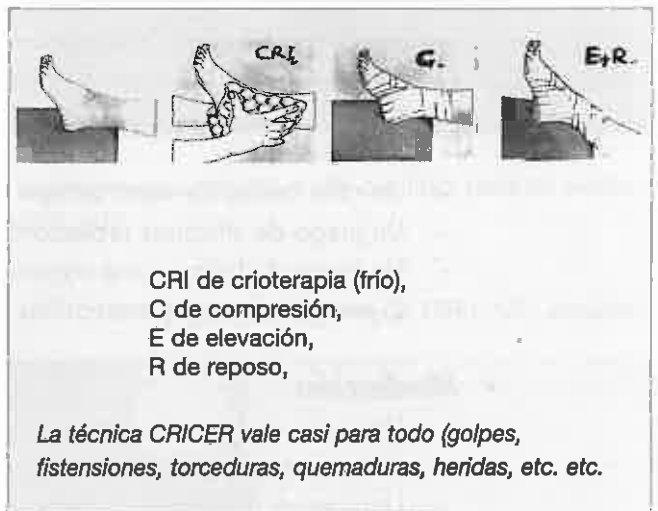 CRI, G. E,R.
CRI de crioterapia (frío),
C de compresión,
E de elevación,
R de reposo,
La técnica CRICER vale casi para todo (golpes,
fistensiones, torceduras, quemaduras, heridas, etc. etc.